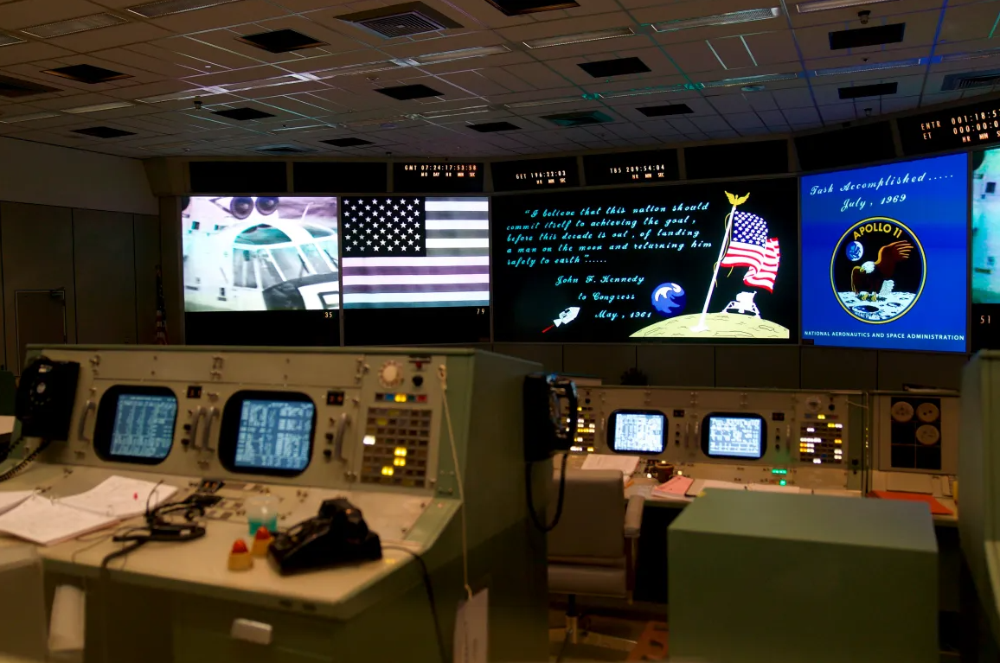 GMT 07:24:17:53:58
MO DAY HR MIN SEC
GET 196:22:03
HR MIN SEC
TBS 209:54:04
HR MIN SEC
ENTR 001:18:5
ET 000:00:0
HR MIN SEC
35
79
"I believe that this nation should
commit itself to achieving the goal,
before this decade is out, of landing
a man on the moon and returning him
safely to earth".....
John F. Kennedy
to Congress
May, 1961
Task Accomplished.....
July, 1969
APOLLO 11
NATIONAL AERONAUTICS AND SPACE ADMINISTRATION
51